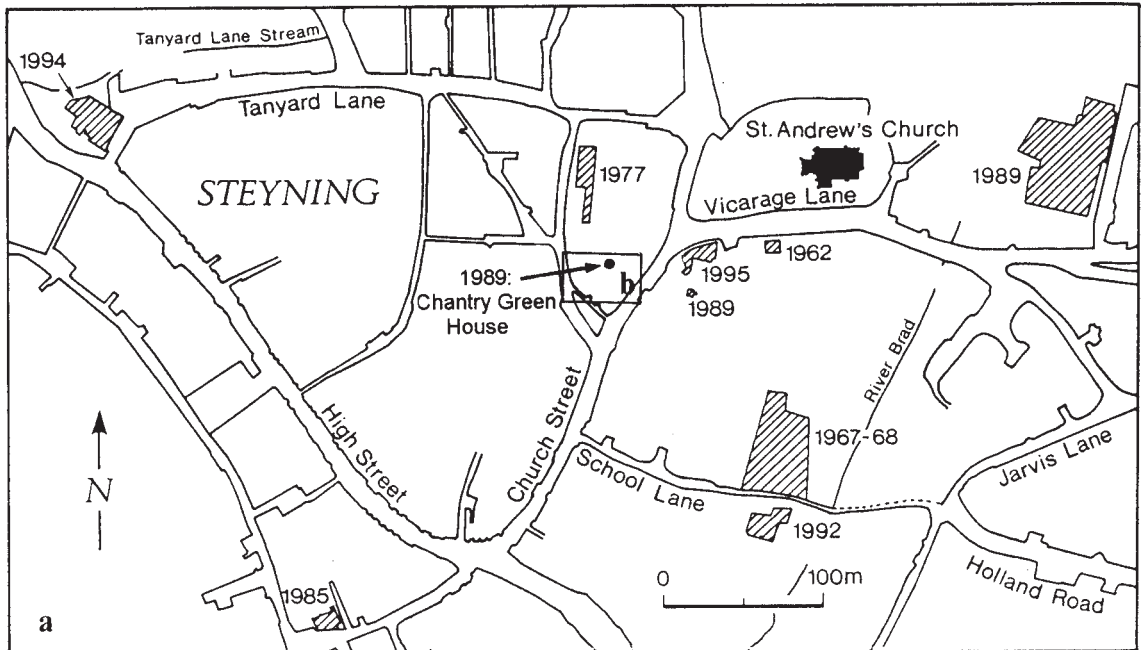 Tanyard Lane Stream
1994
Tanyard Lane
St. Andrew's Church
STEYNING
1977
1989
Vicarage Lane
1989:
Chantry Green
House
b
1995
1962
1989
River Brad
High Street
Church Street
1967-68
School Lane
Jarvis Lane
N
1992
0
100m
Holland Road
1985
a